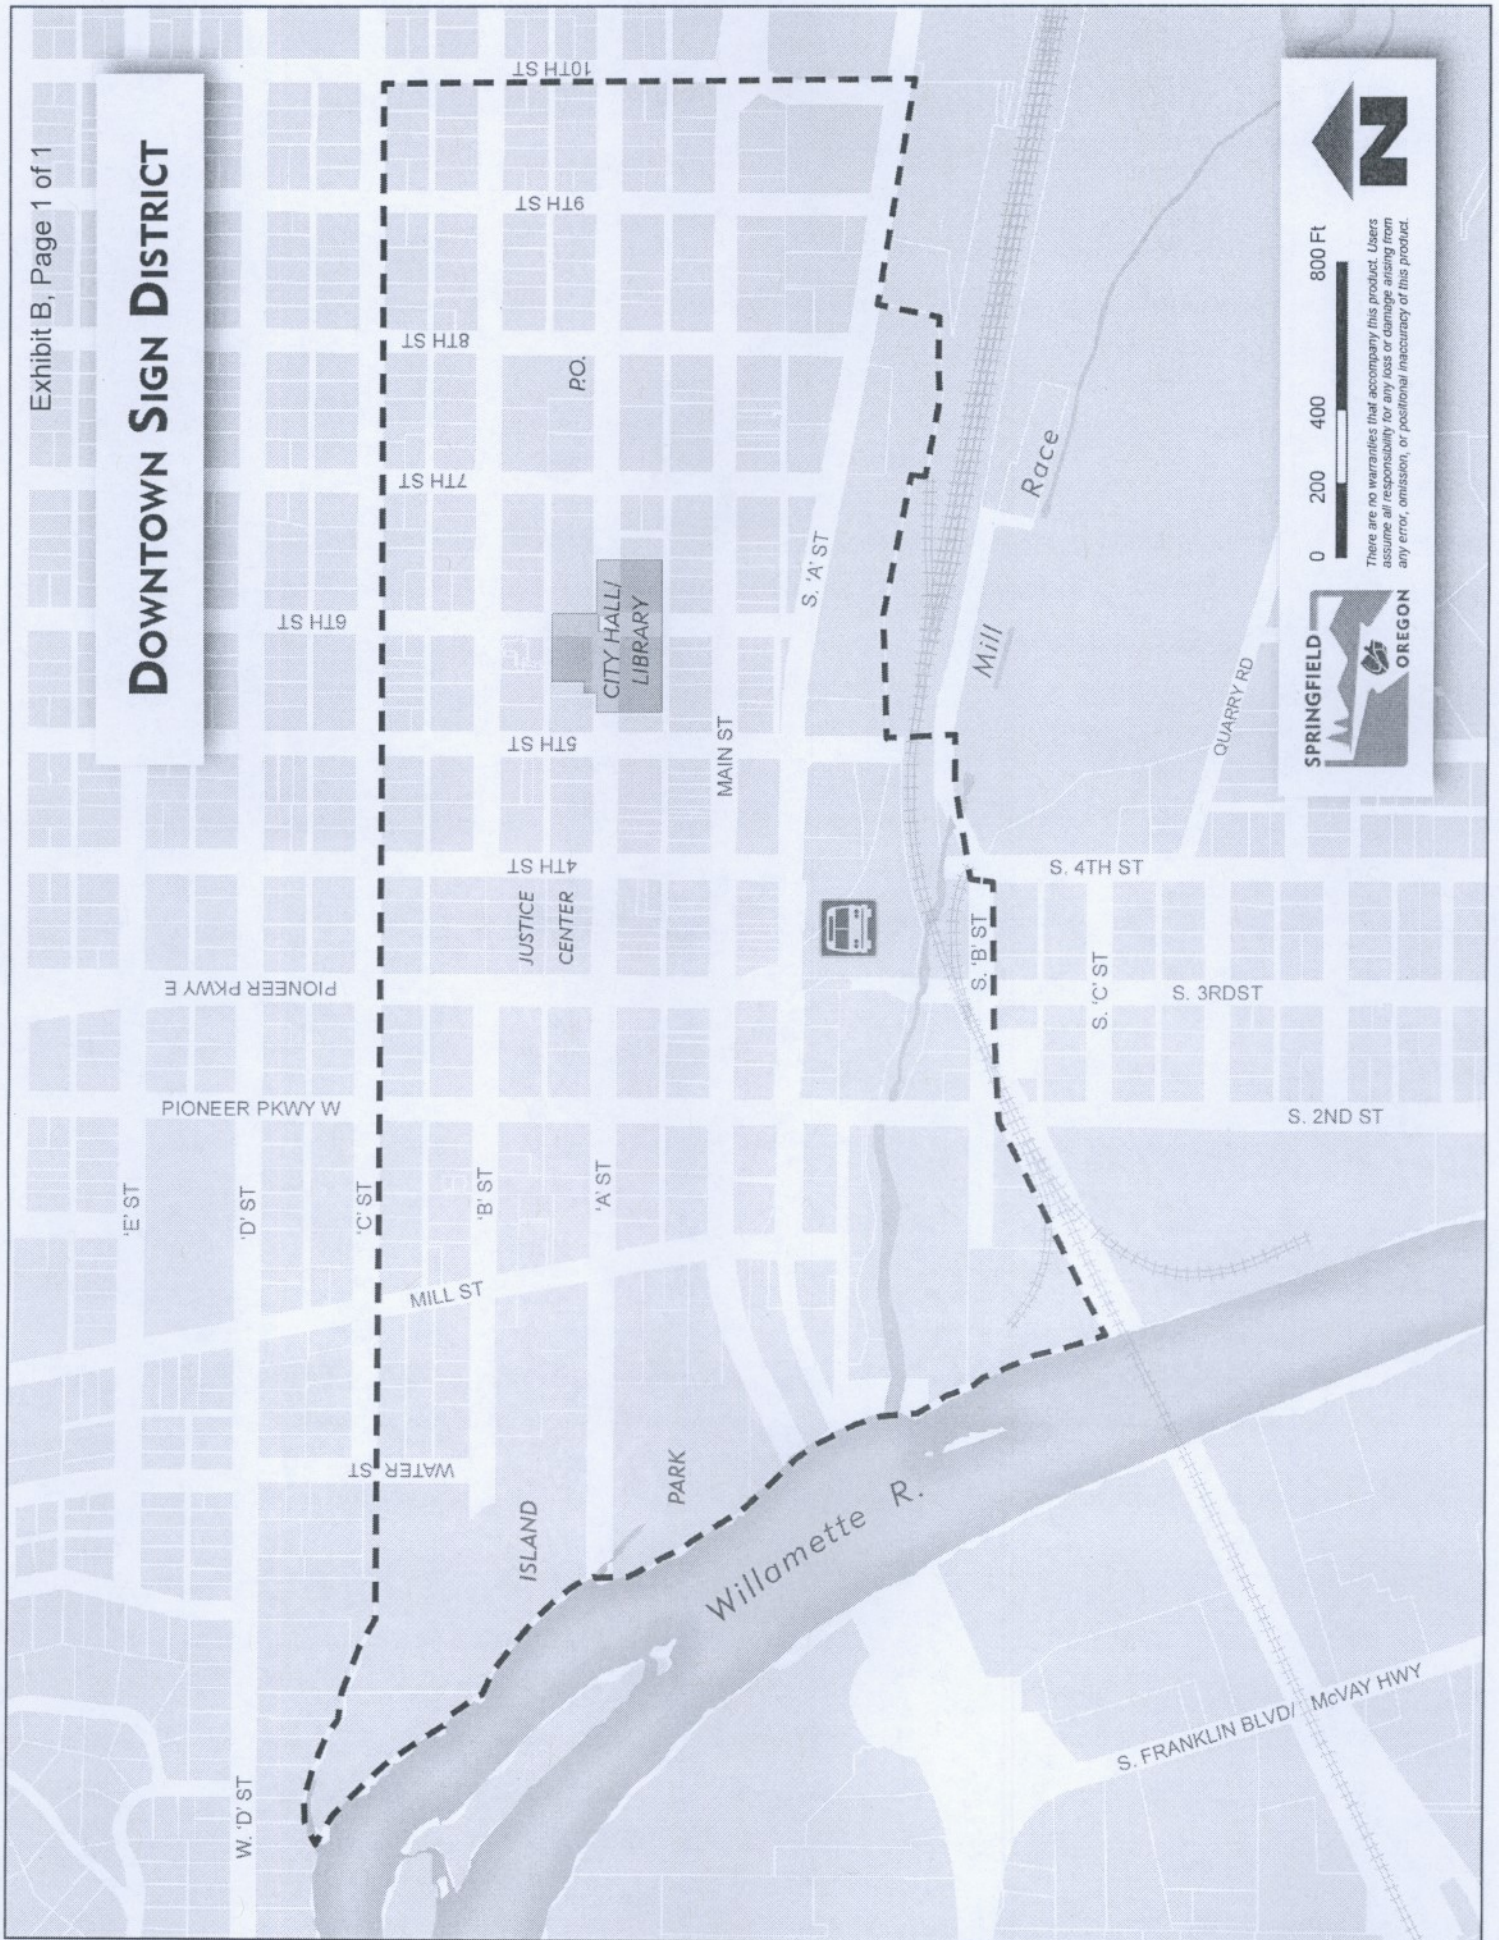 Exhibit B, Page 1 of 1
DOWNTOWN SIGN DISTRICT
'E' ST
'D' ST
W. 'D' ST
'C' ST
'B' ST
'A' ST
PIONEER PKWY W
PIONEER PKWY E
MILL ST
WATER ST
4TH ST
5TH ST
6TH ST
7TH ST
8TH ST
9TH ST
10TH ST
JUSTICE
CENTER
P.O.
CITY HALL/
LIBRARY
MAIN ST
S. 'A' ST
ISLAND
PARK
Willamette R.
Mill
Race
S. 'B' ST
S. 'C' ST
S. 4TH ST
S. 3RDST
S. 2ND ST
QUARRY RD
S. FRANKLIN BLVD/ McVAY HWY
SPRINGFIELD
OREGON
0 200 400 800 Ft
There are no warranties that accompany this product. Users
assume all responsibility for any loss or damage arising from
any error, omission, or positional inaccuracy of this product.
N